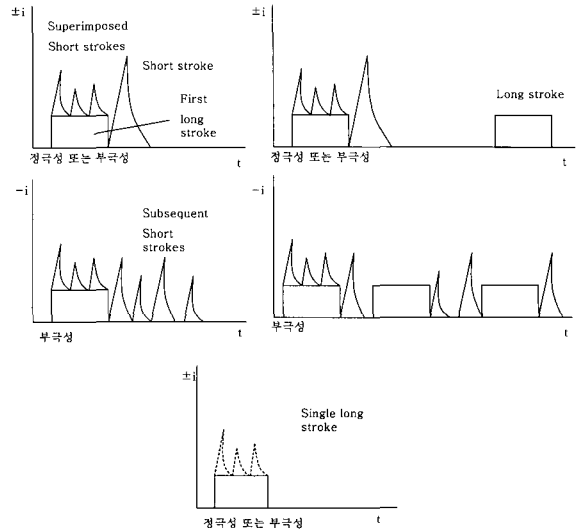 ±i
Superimposed
Short strokes
Short stroke
First
long
stroke
정극성 또는 부극성
t
±i
Long stroke
정극성 또는 부극성
t
−i
Subsequent
Short
strokes
부극성
t
−i
부극성
t
±i
Single long
stroke
정극성 또는 부극성
t